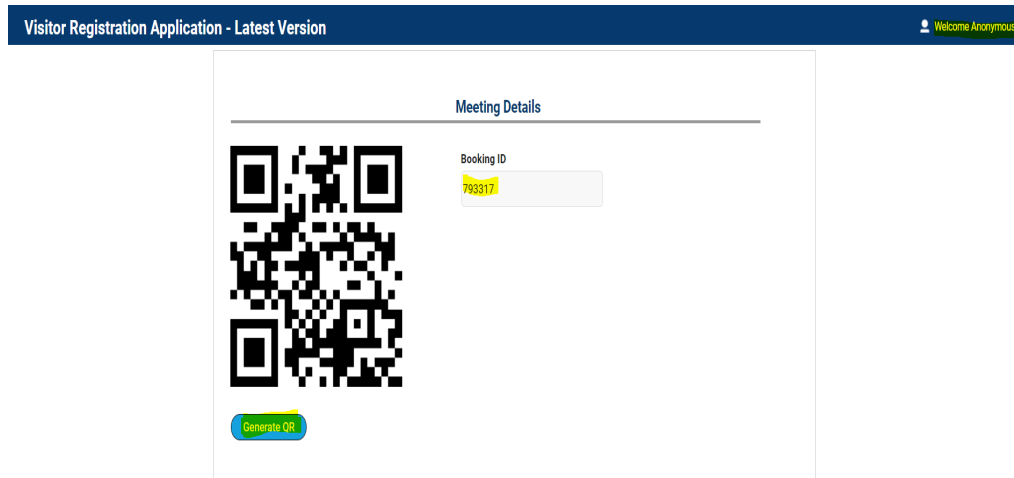 Visitor Registration Application - Latest Version
Welcome Anonymous
Meeting Details
Booking ID
793317
Generate QR